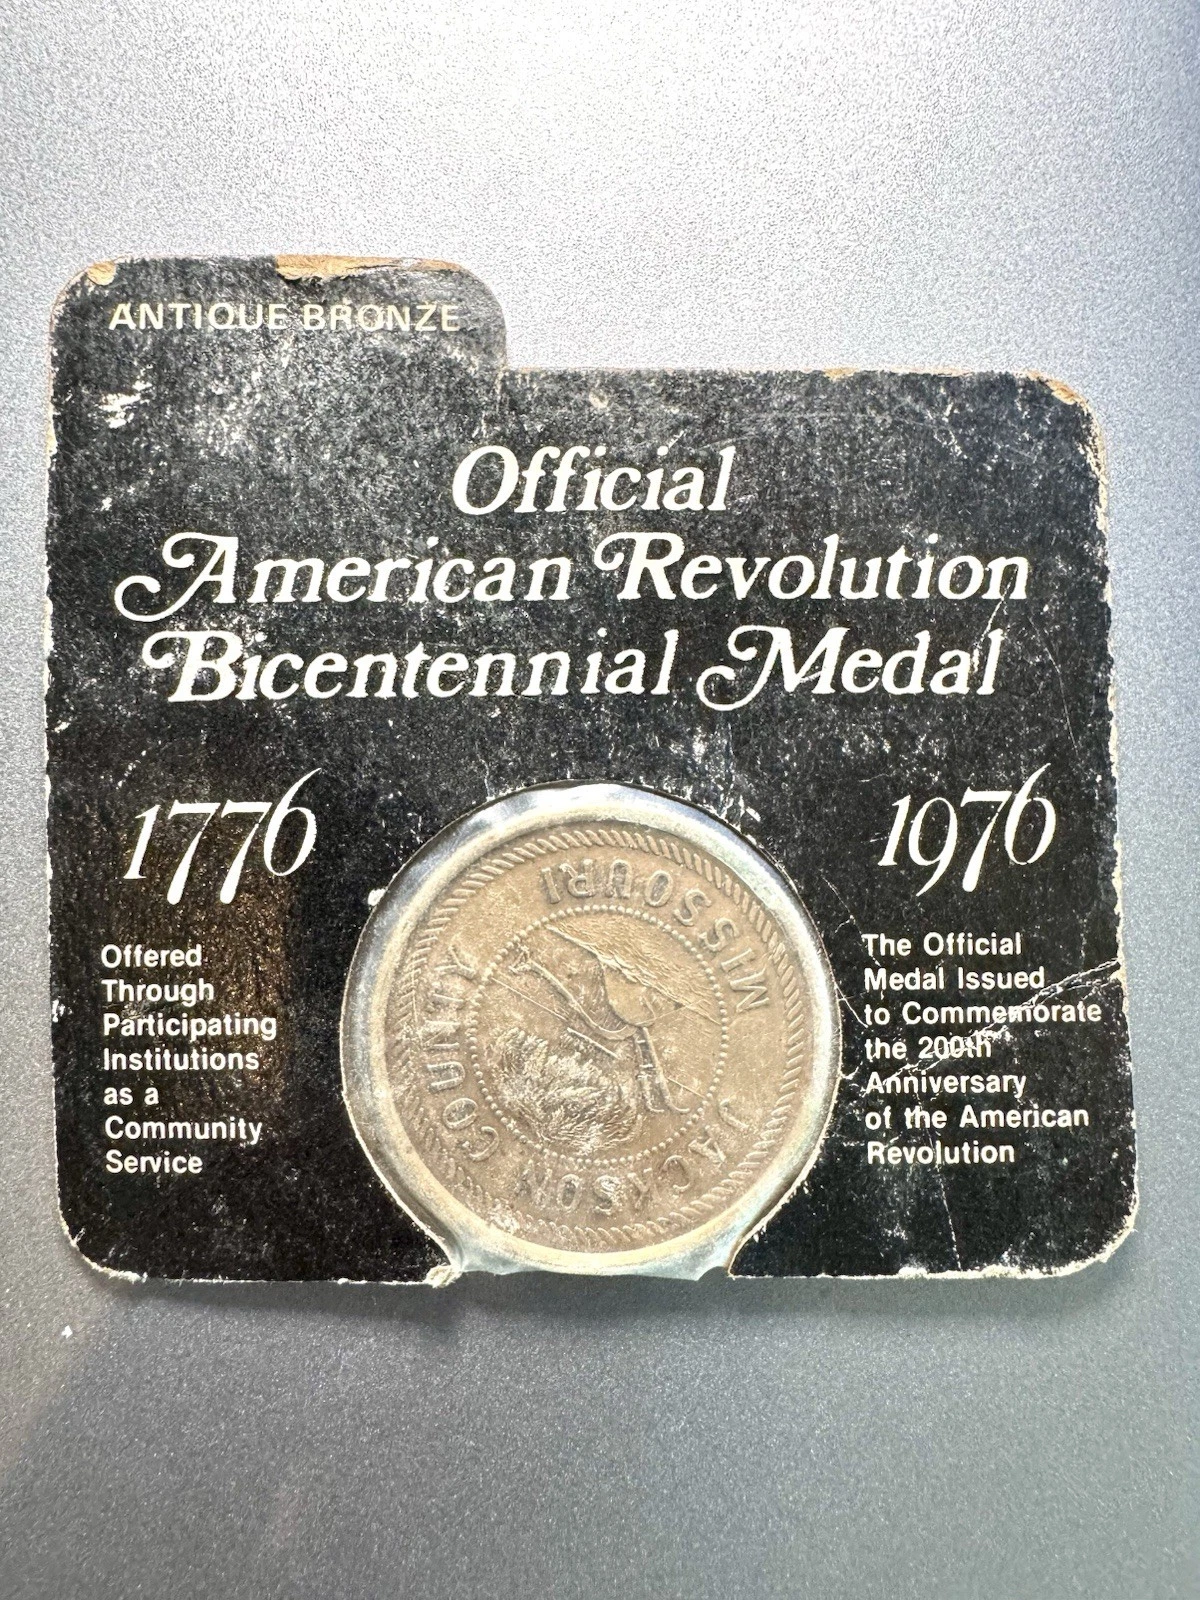 ANTIQUE BRONZE
Official
American Revolution
Bicentennial Medal
1776
1976
Offered
Through
Participating
Institutions
as a
Community
Service
The Official
Medal Issued
to Commemorate
the 200th
Anniversary
of the American
Revolution
JACKSON COUNTY
MISSOURI